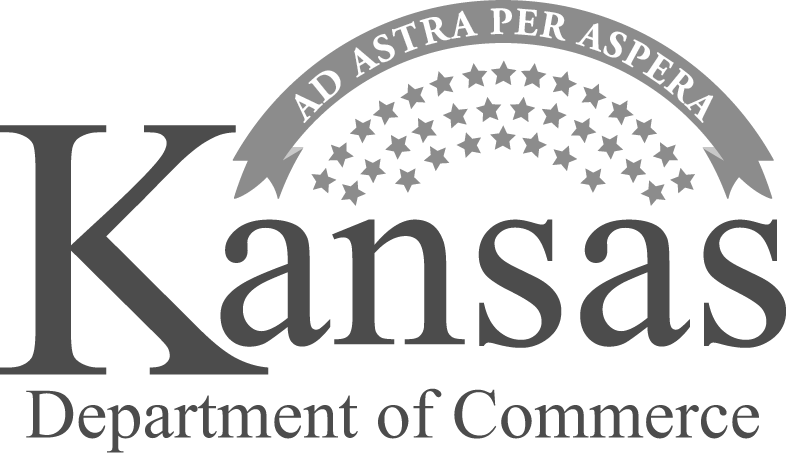 AD ASTRA PER ASPERA
Kansas
Department of Commerce